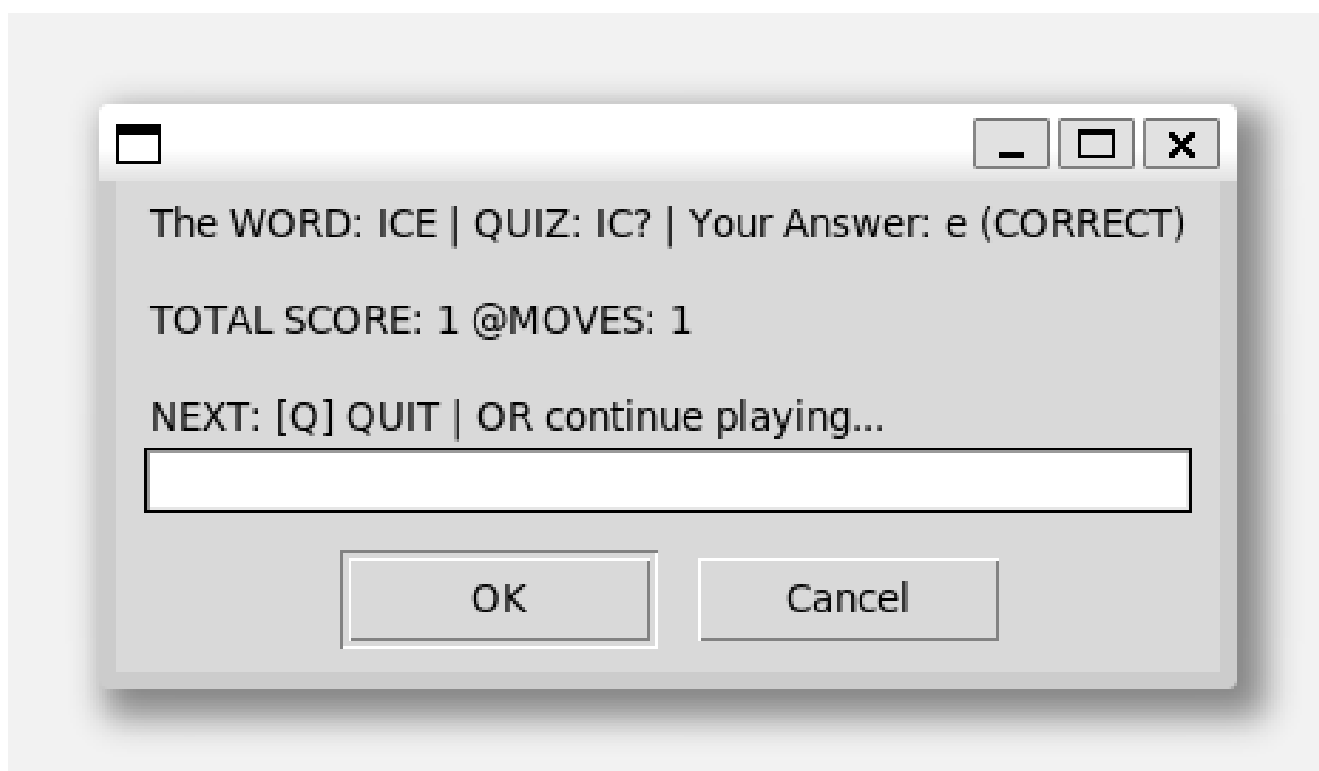 The WORD: ICE | QUIZ: IC? | Your Answer: e (CORRECT)
TOTAL SCORE: 1 @MOVES: 1
NEXT: [Q] QUIT | OR continue playing...
OK Cancel